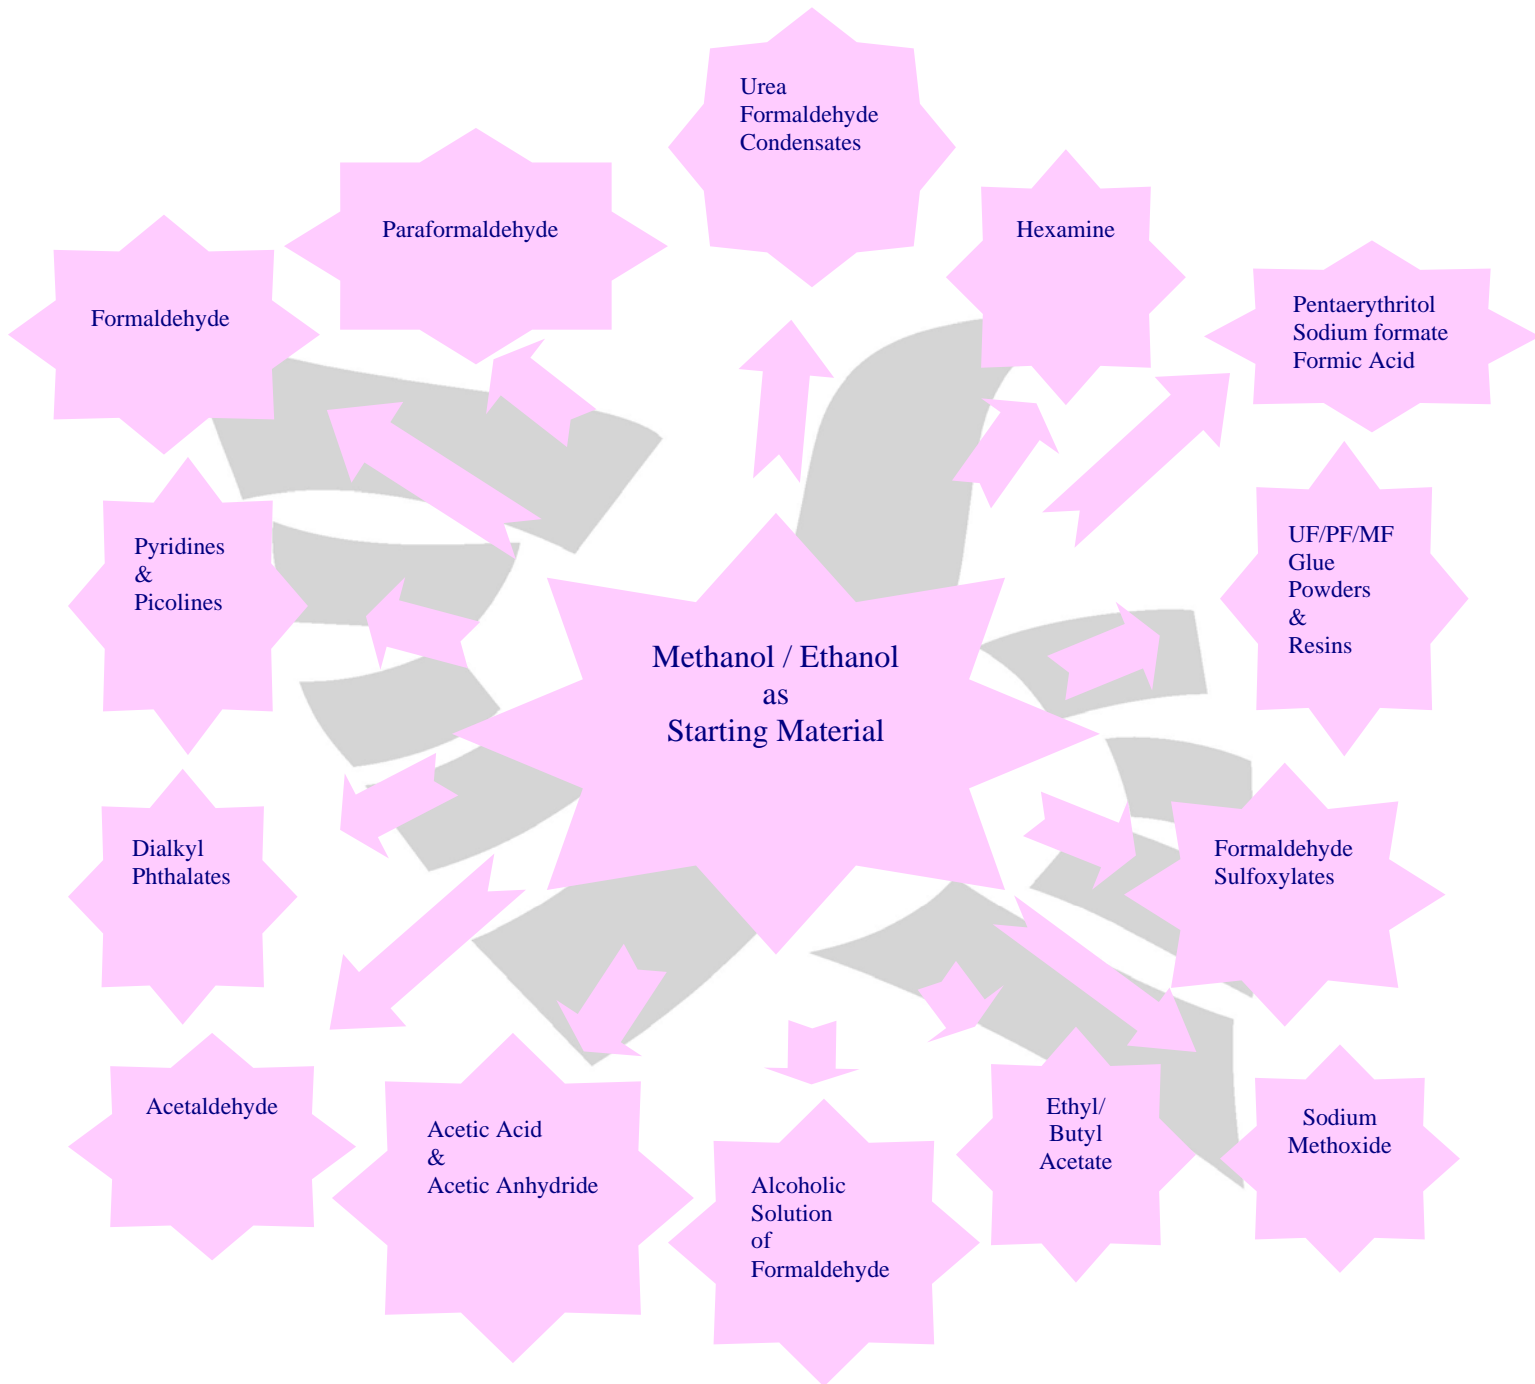 Urea
Formaldehyde
Condensates
Paraformaldehyde
Hexamine
Formaldehyde
Pentaerythritol
Sodium formate
Formic Acid
Pyridines
&
Picolines
UF/PF/MF
Glue
Powders
&
Resins
Methanol / Ethanol
as
Starting Material
Dialkyl
Phthalates
Formaldehyde
Sulfoxylates
Acetaldehyde
Acetic Acid
&
Acetic Anhydride
Alcoholic
Solution
of
Formaldehyde
Ethyl/
Butyl
Acetate
Sodium
Methoxide